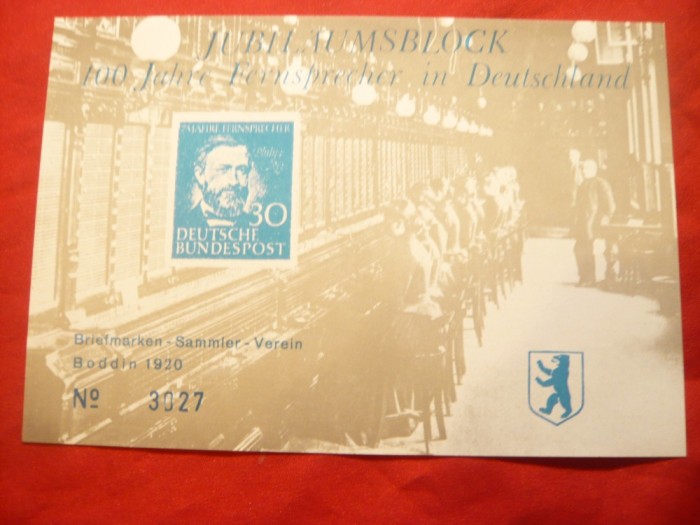 JUBILÄUMSBLOCK
100 Jahre Fernsprecher in Deutschland
75 JAHRE FERNSPRECHER
Philipp
30
DEUTSCHE
BUNDESPOST
Briefmarken-Sammler-Verein
Boddin 1920
Nº 3027